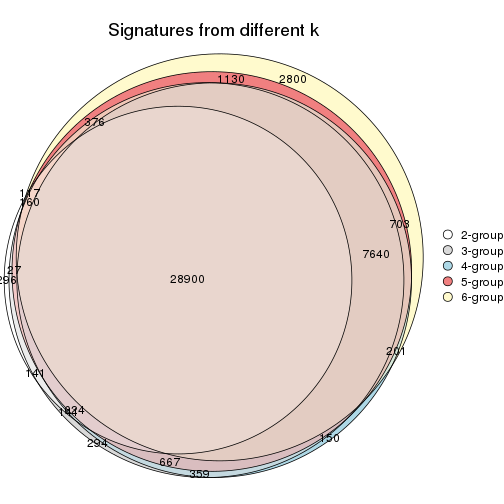 Signatures from different k
1130
2800
376
117
160
703
7640
28900
27
296
201
141
824
294
150
667
359
2-group
3-group
4-group
5-group
6-group